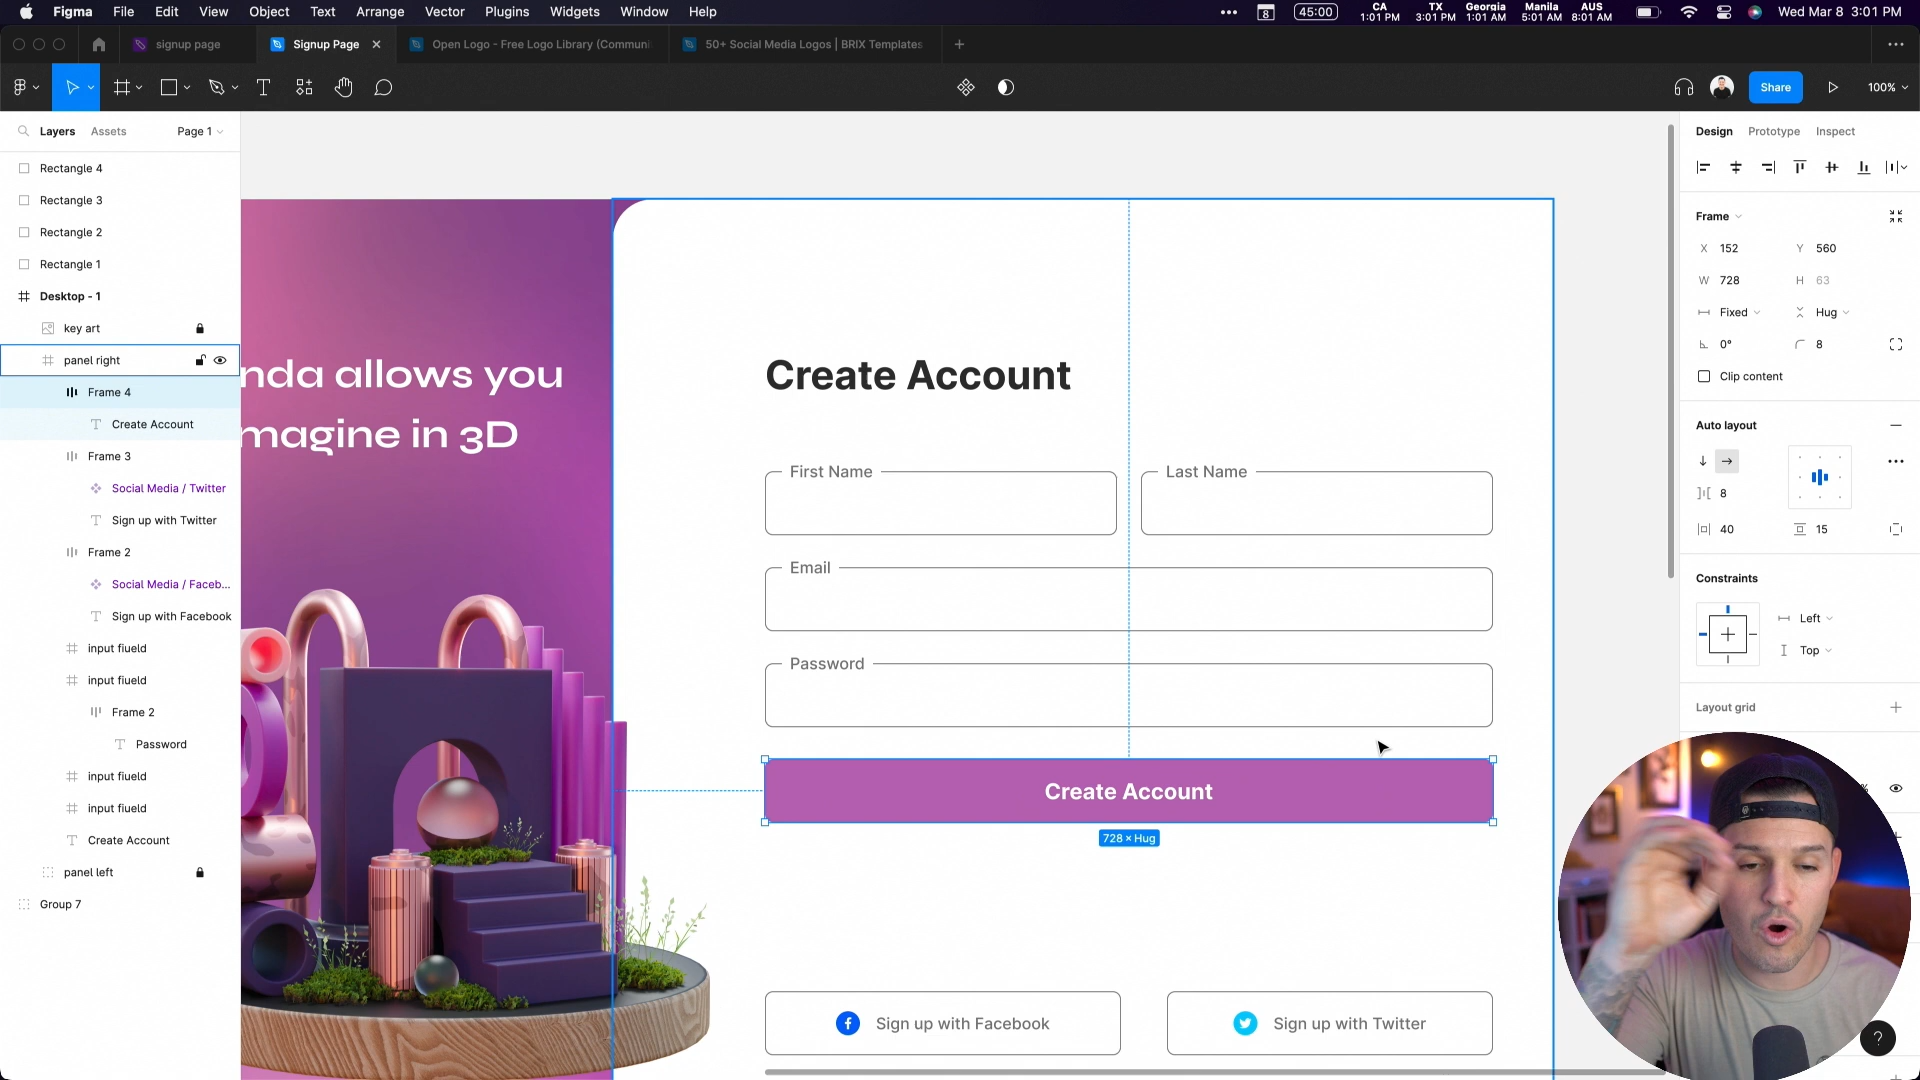 Figma File Edit View Object Text Arrange Vector Plugins Widgets Window Help
8 45:00 CA 1:01 PM TX 3:01 PM Georgia 1:01 AM Manila 5:01 AM AUS 8:01 AM Wed Mar 8 3:01 PM
signup page Signup Page Open Logo - Free Logo Library (Communi 50+ Social Media Logos | BRIX Templates
Share 100%
Layers Assets Page 1
Rectangle 4
Rectangle 3
Rectangle 2
Rectangle 1
Desktop - 1
key art
panel right
Frame 4
Create Account
Frame 3
Social Media / Twitter
Sign up with Twitter
Frame 2
Social Media / Faceb...
Sign up with Facebook
input fiueld
input fiueld
Frame 2
Password
input fiueld
input fiueld
Create Account
panel left
Group 7
nda allows you
magine in 3D
Create Account
First Name Last Name
Email
Password
Create Account
728 × Hug
Sign up with Facebook Sign up with Twitter
Design Prototype Inspect
Frame
X 152 Y 560
W 728 H 63
Fixed Hug
0° 8
Clip content
Auto layout
8
40 15
Constraints
Left
Top
Layout grid
%
?